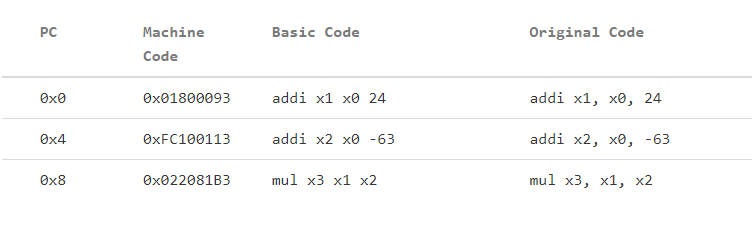 PC Machine Code Basic Code Original Code
0x0 0x01800093 addi x1 x0 24 addi x1, x0, 24
0x4 0xFC100113 addi x2 x0 -63 addi x2, x0, -63
0x8 0x022081B3 mul x3 x1 x2 mul x3, x1, x2